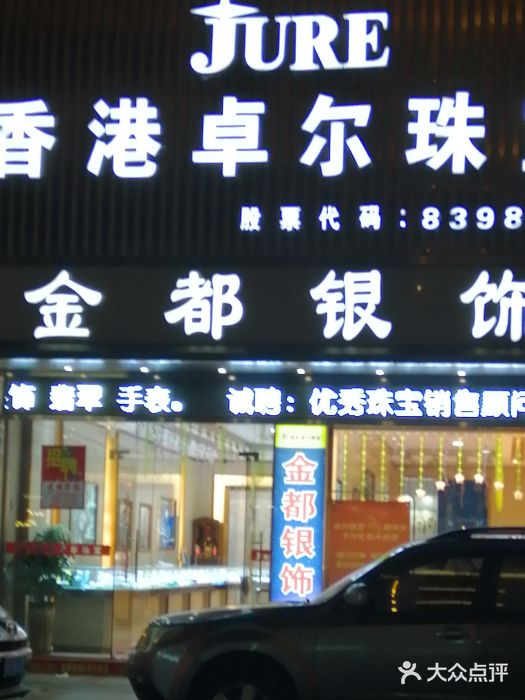 JURE
香港卓尔珠
股票代码：8398
金都银饰
饰 翡翠 手表。 诚聘：优秀珠宝销售顾问
招聘
金都银饰
大众点评